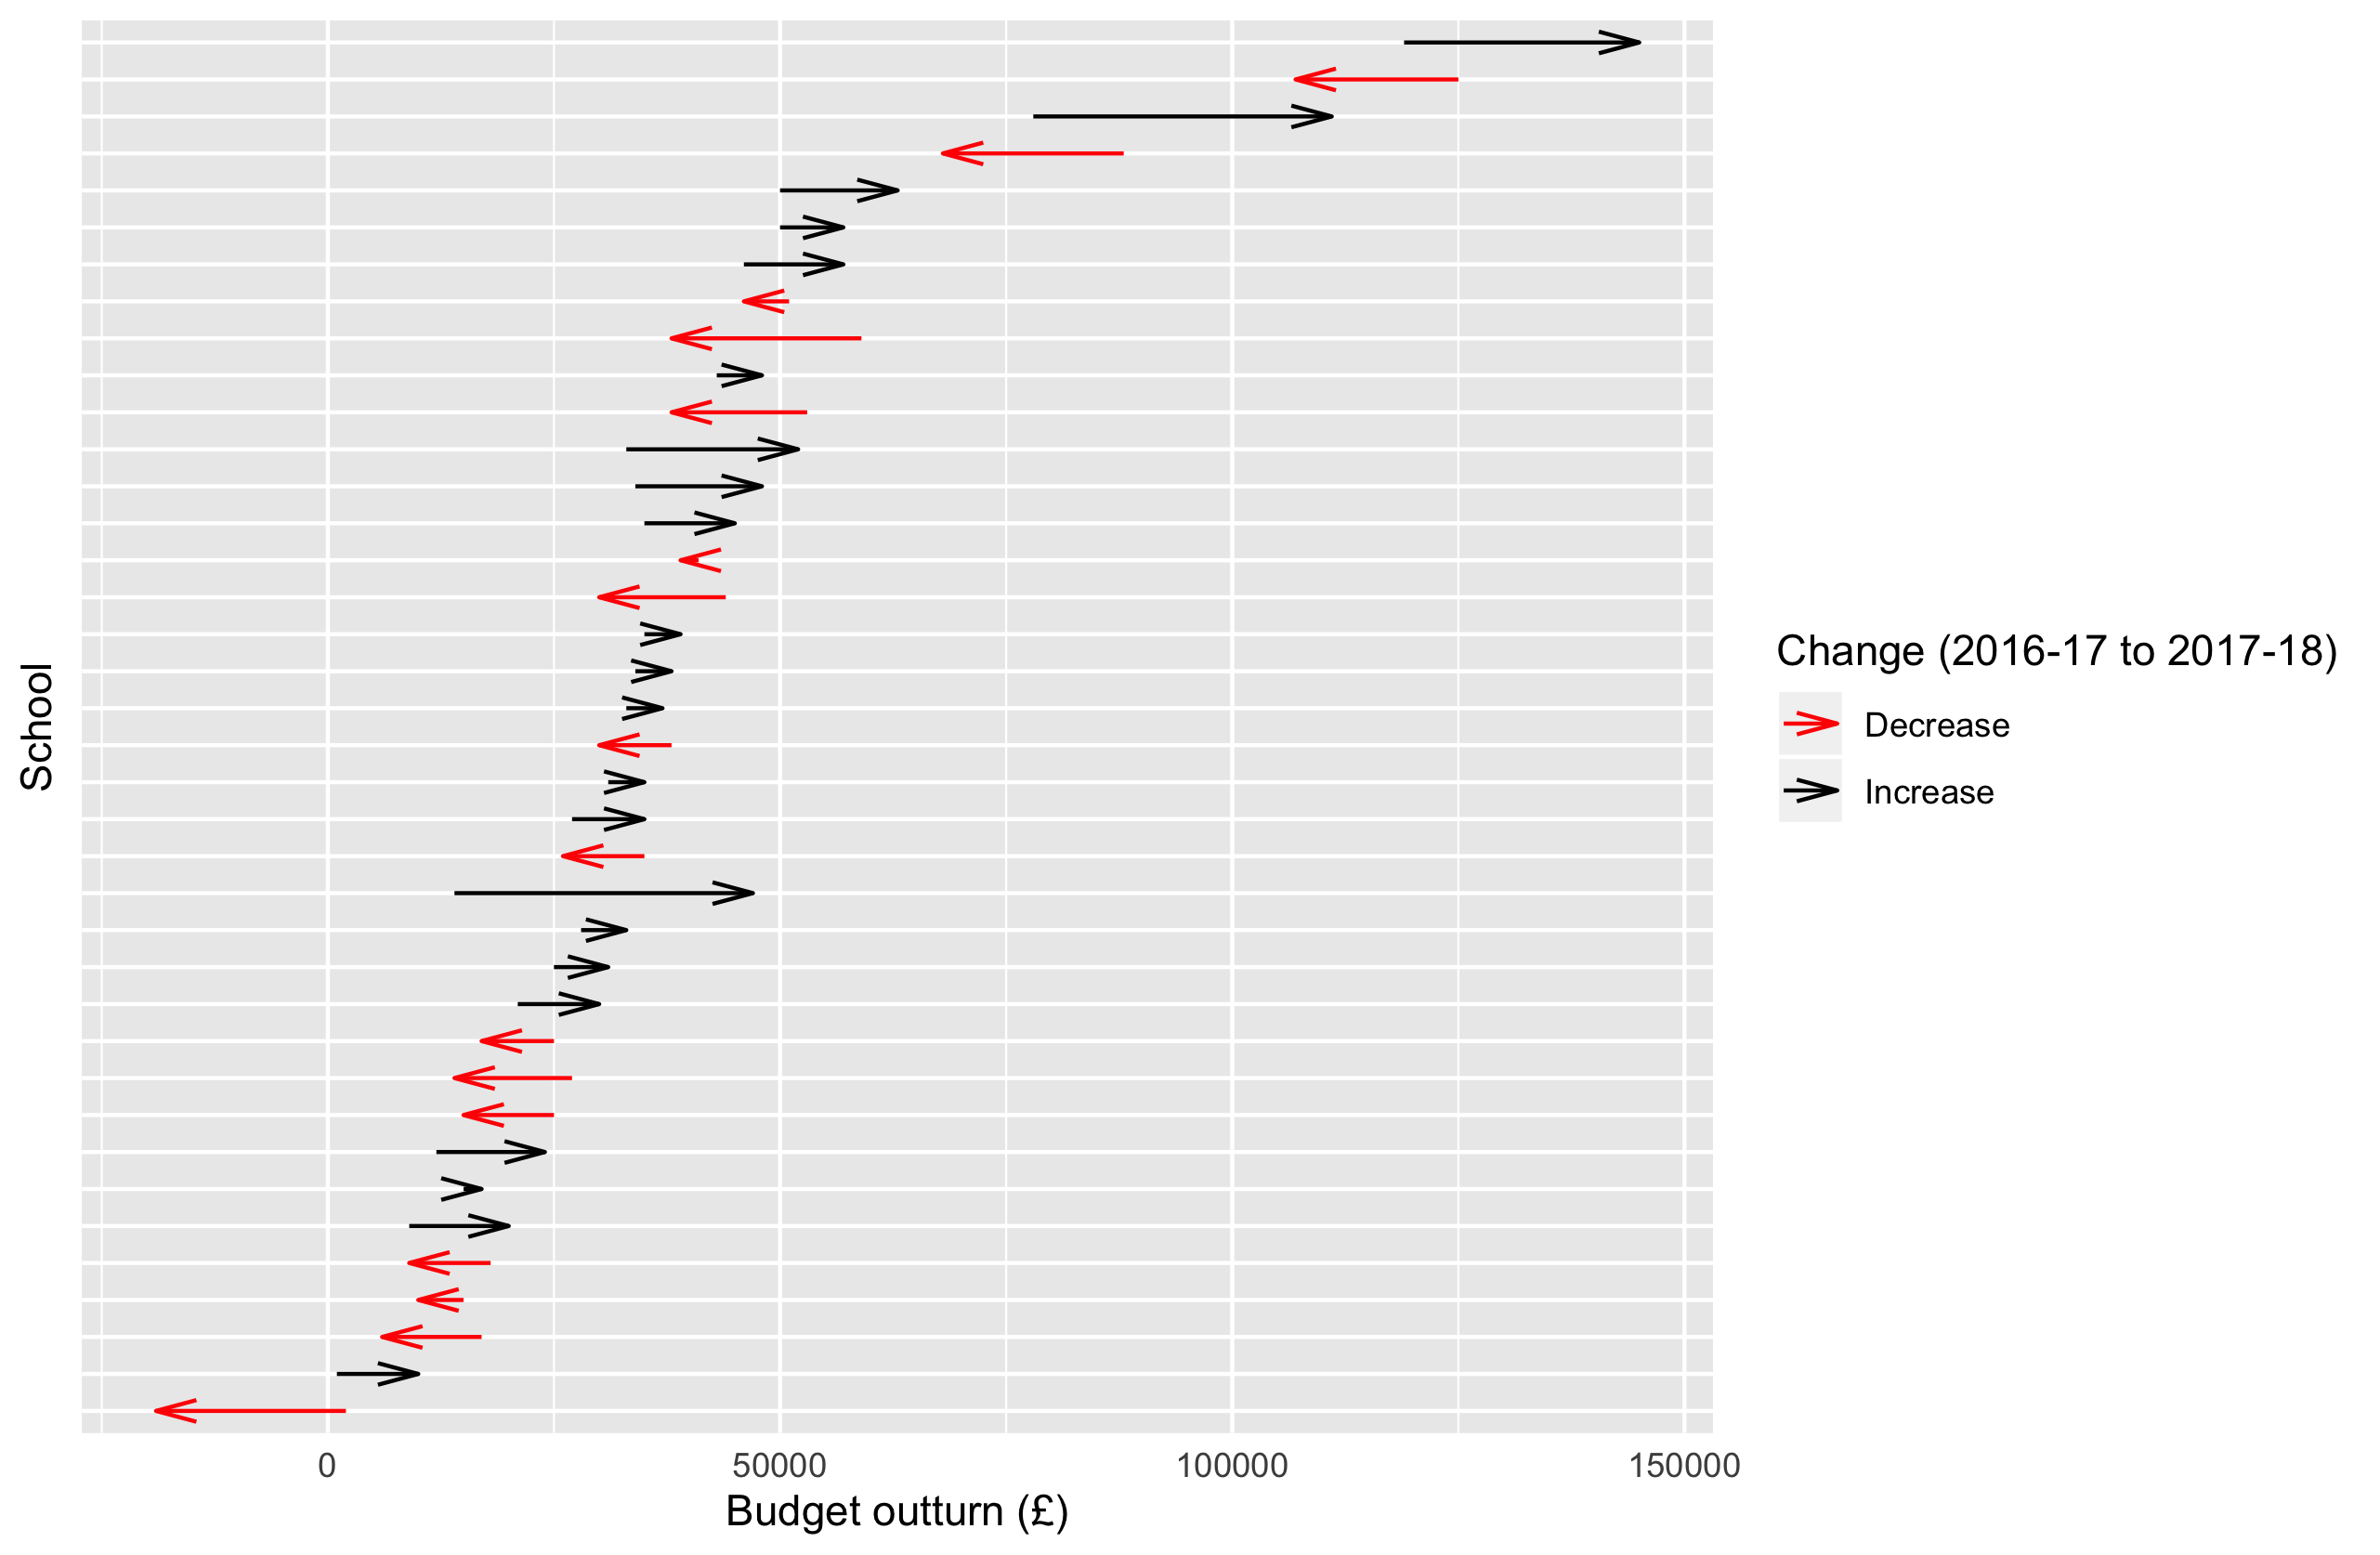 School
0
50000
100000
150000
Budget outturn (£)
Change (2016-17 to 2017-18)
Decrease
Increase